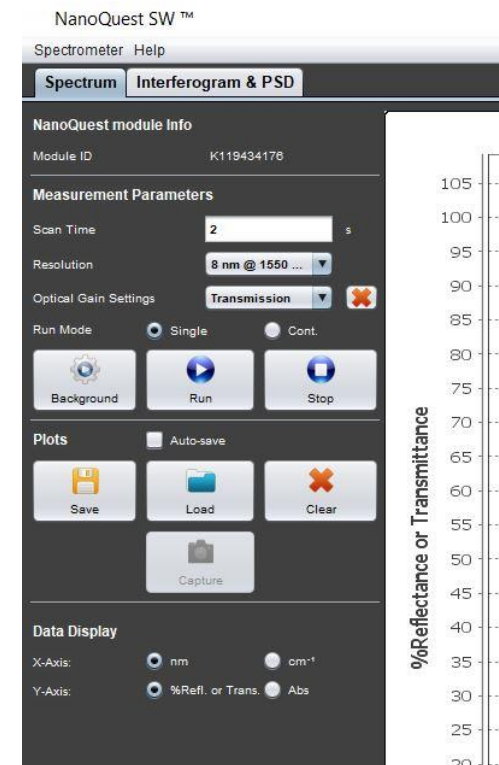 NanoQuest SW ™
Spectrometer Help
Spectrum Interferogram & PSD
NanoQuest module Info
Module ID K119434176
Measurement Parameters
Scan Time 2 s
Resolution 8 nm @ 1550 ...
Optical Gain Settings Transmission
Run Mode Single Cont.
Background Run Stop
Plots Auto-save
Save Load Clear
Capture
Data Display
X-Axis: nm cm⁻¹
Y-Axis: %Refl. or Trans. Abs
%Reflectance or Transmittance
105
100
95
90
85
80
75
70
65
60
55
50
45
40
35
30
25
20